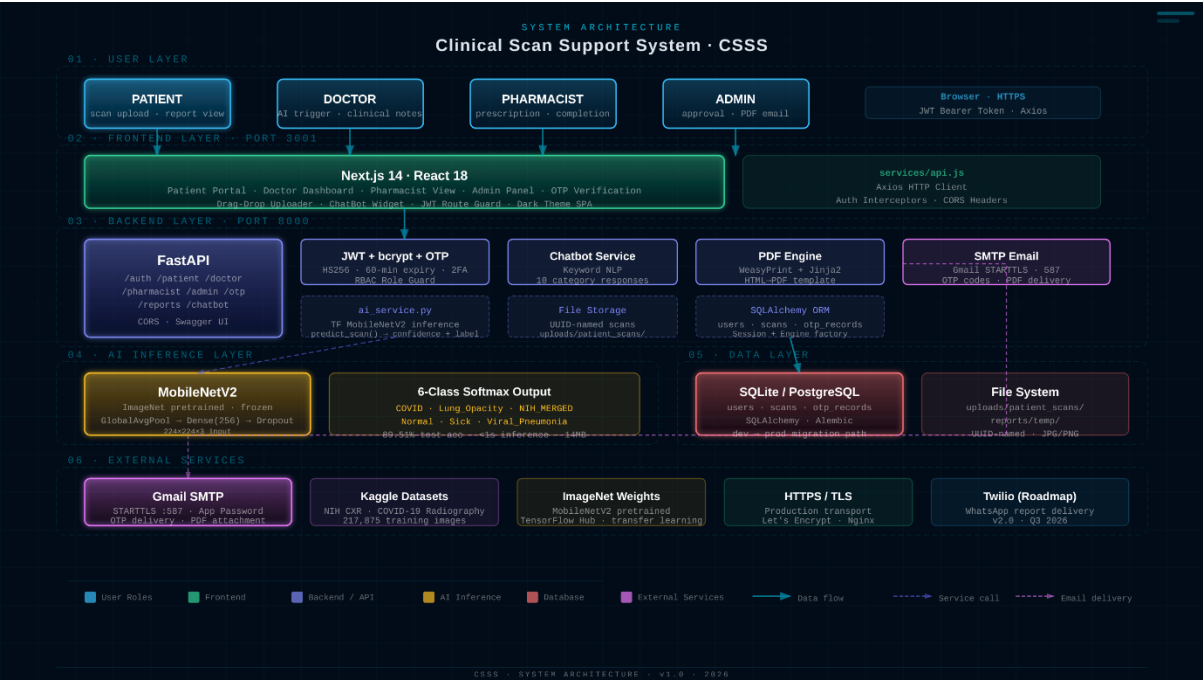 SYSTEM ARCHITECTURE
Clinical Scan Support System · CSSS
01 · USER LAYER
PATIENT
scan upload · report view
DOCTOR
AI trigger · clinical notes
PHARMACIST
prescription · completion
ADMIN
approval · PDF email
Browser · HTTPS
JWT Bearer Token · Axios
02 · FRONTEND LAYER · PORT 3001
Next.js 14 · React 18
Patient Portal · Doctor Dashboard · Pharmacist View · Admin Panel · OTP Verification
Drag-Drop Uploader · ChatBot Widget · JWT Route Guard · Dark Theme SPA
services/api.js
Axios HTTP Client
Auth Interceptors · CORS Headers
03 · BACKEND LAYER · PORT 8000
FastAPI
/auth /patient /doctor
/pharmacist /admin /otp
/reports /chatbot
CORS · Swagger UI
JWT + bcrypt + OTP
HS256 · 60-min expiry · 2FA
RBAC Role Guard
Chatbot Service
Keyword NLP
10 category responses
PDF Engine
WeasyPrint + Jinja2
HTML→PDF template
SMTP Email
Gmail STARTTLS · 587
OTP codes · PDF delivery
ai_service.py
TF MobileNetV2 inference
predict_scan() → confidence + label
File Storage
UUID-named scans
uploads/patient_scans/
SQLAlchemy ORM
users · scans · otp_records
Session + Engine factory
04 · AI INFERENCE LAYER
MobileNetV2
ImageNet pretrained · frozen
GlobalAvgPool → Dense(256) → Dropout
224×224×3 Input
6-Class Softmax Output
COVID · Lung_Opacity · NIH_MERGED
Normal · Sick · Viral_Pneumonia
89.51% test acc · <1s inference · 14MB
05 · DATA LAYER
SQLite / PostgreSQL
users · scans · otp_records
SQLAlchemy · Alembic
dev → prod migration path
File System
uploads/patient_scans/
reports/temp/
UUID-named · JPG/PNG
06 · EXTERNAL SERVICES
Gmail SMTP
STARTTLS :587 · App Password
OTP delivery · PDF attachment
Kaggle Datasets
NIH CXR · COVID-19 Radiography
217,875 training images
ImageNet Weights
MobileNetV2 pretrained
TensorFlow Hub · transfer learning
HTTPS / TLS
Production transport
Let's Encrypt · Nginx
Twilio (Roadmap)
WhatsApp report delivery
v2.0 · Q3 2026
User Roles
Frontend
Backend / API
AI Inference
Database
External Services
Data flow
Service call
Email delivery
CSSS · SYSTEM ARCHITECTURE · v1.0 · 2026